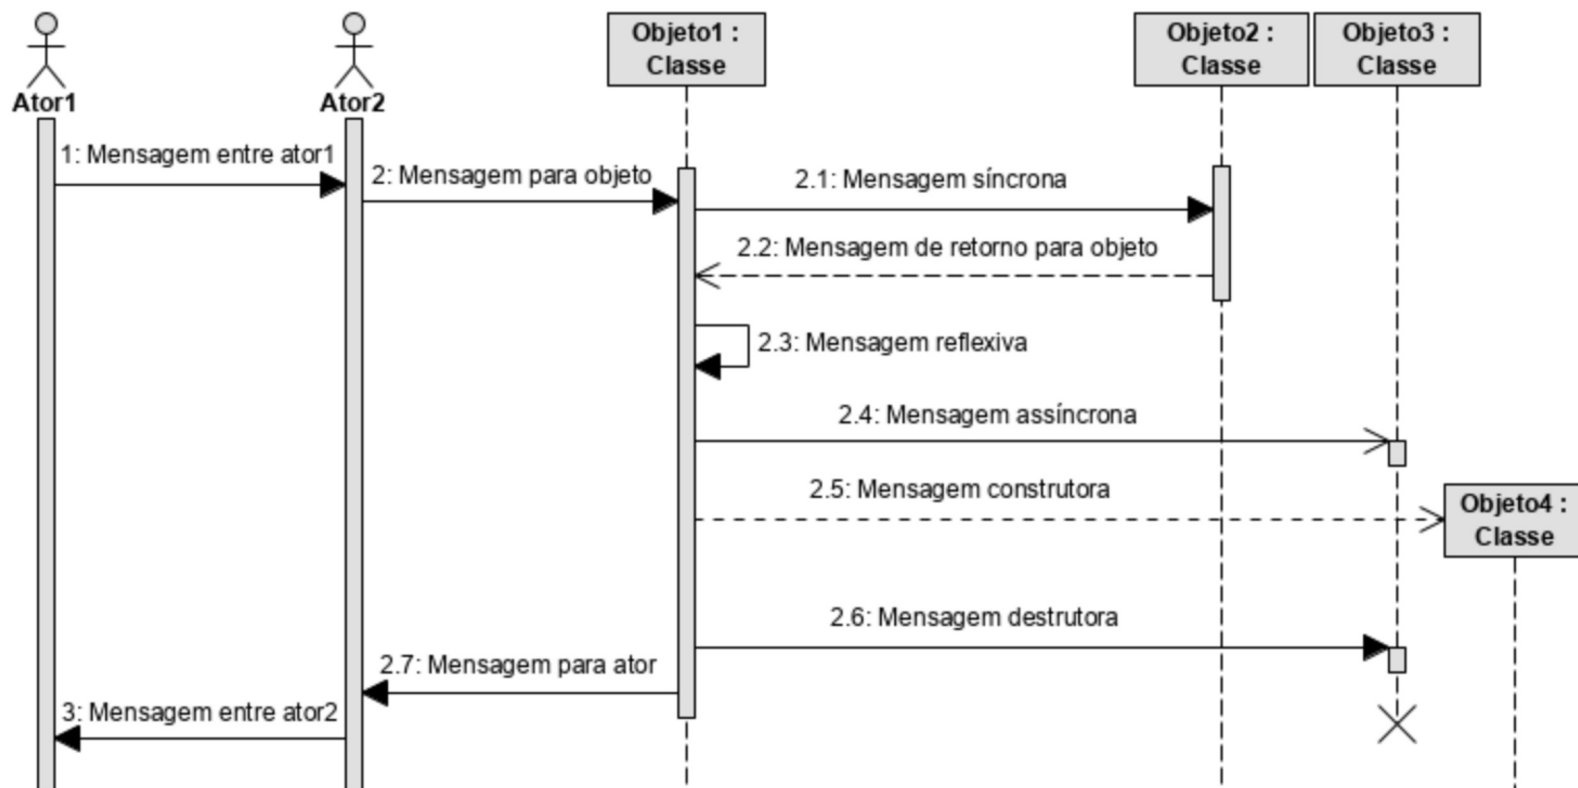 Ator1
Ator2
Objeto1 :
Classe
Objeto2 :
Classe
Objeto3 :
Classe
1: Mensagem entre ator1
2: Mensagem para objeto
2.1: Mensagem síncrona
2.2: Mensagem de retorno para objeto
2.3: Mensagem reflexiva
2.4: Mensagem assíncrona
2.5: Mensagem construtora
Objeto4 :
Classe
2.6: Mensagem destrutora
2.7: Mensagem para ator
3: Mensagem entre ator2